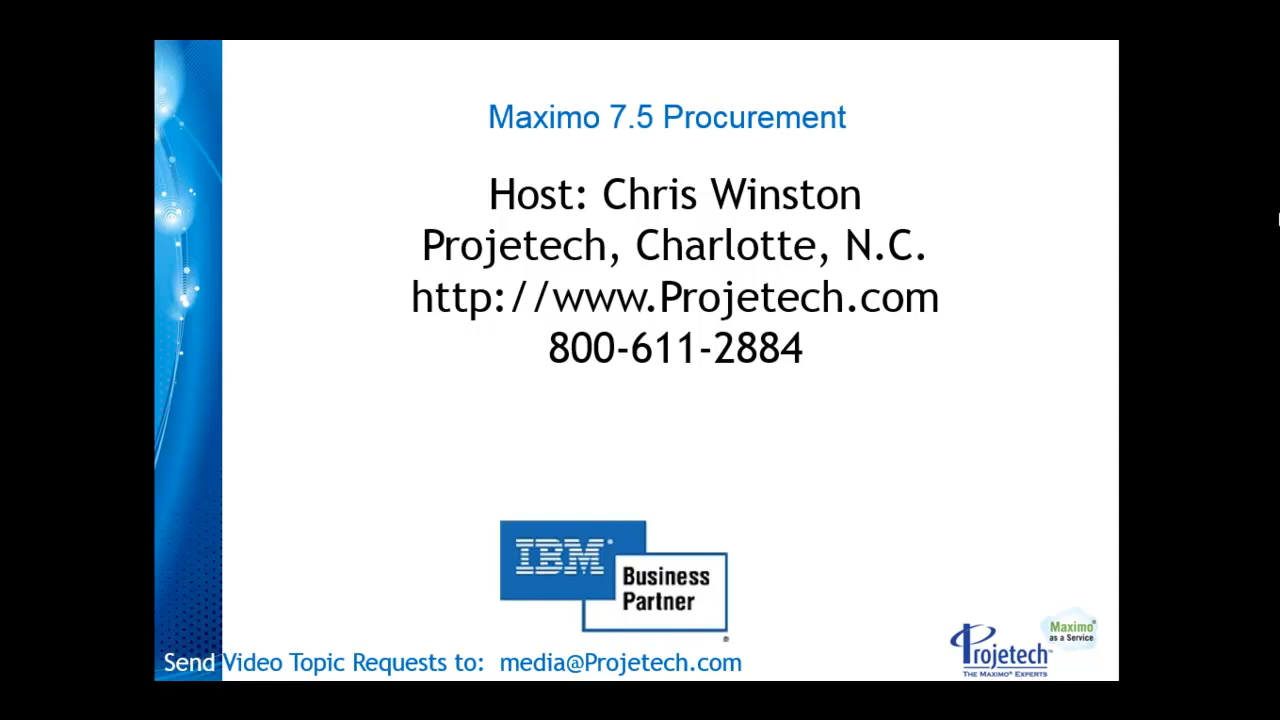 Maximo 7.5 Procurement
Host: Chris Winston
Projetech, Charlotte, N.C.
http://www.Projetech.com
800-611-2884
IBM®
Business
Partner
®
Maximo®
as a Service
Projetech™
THE MAXIMO® EXPERTS
Send Video Topic Requests to: media@Projetech.com